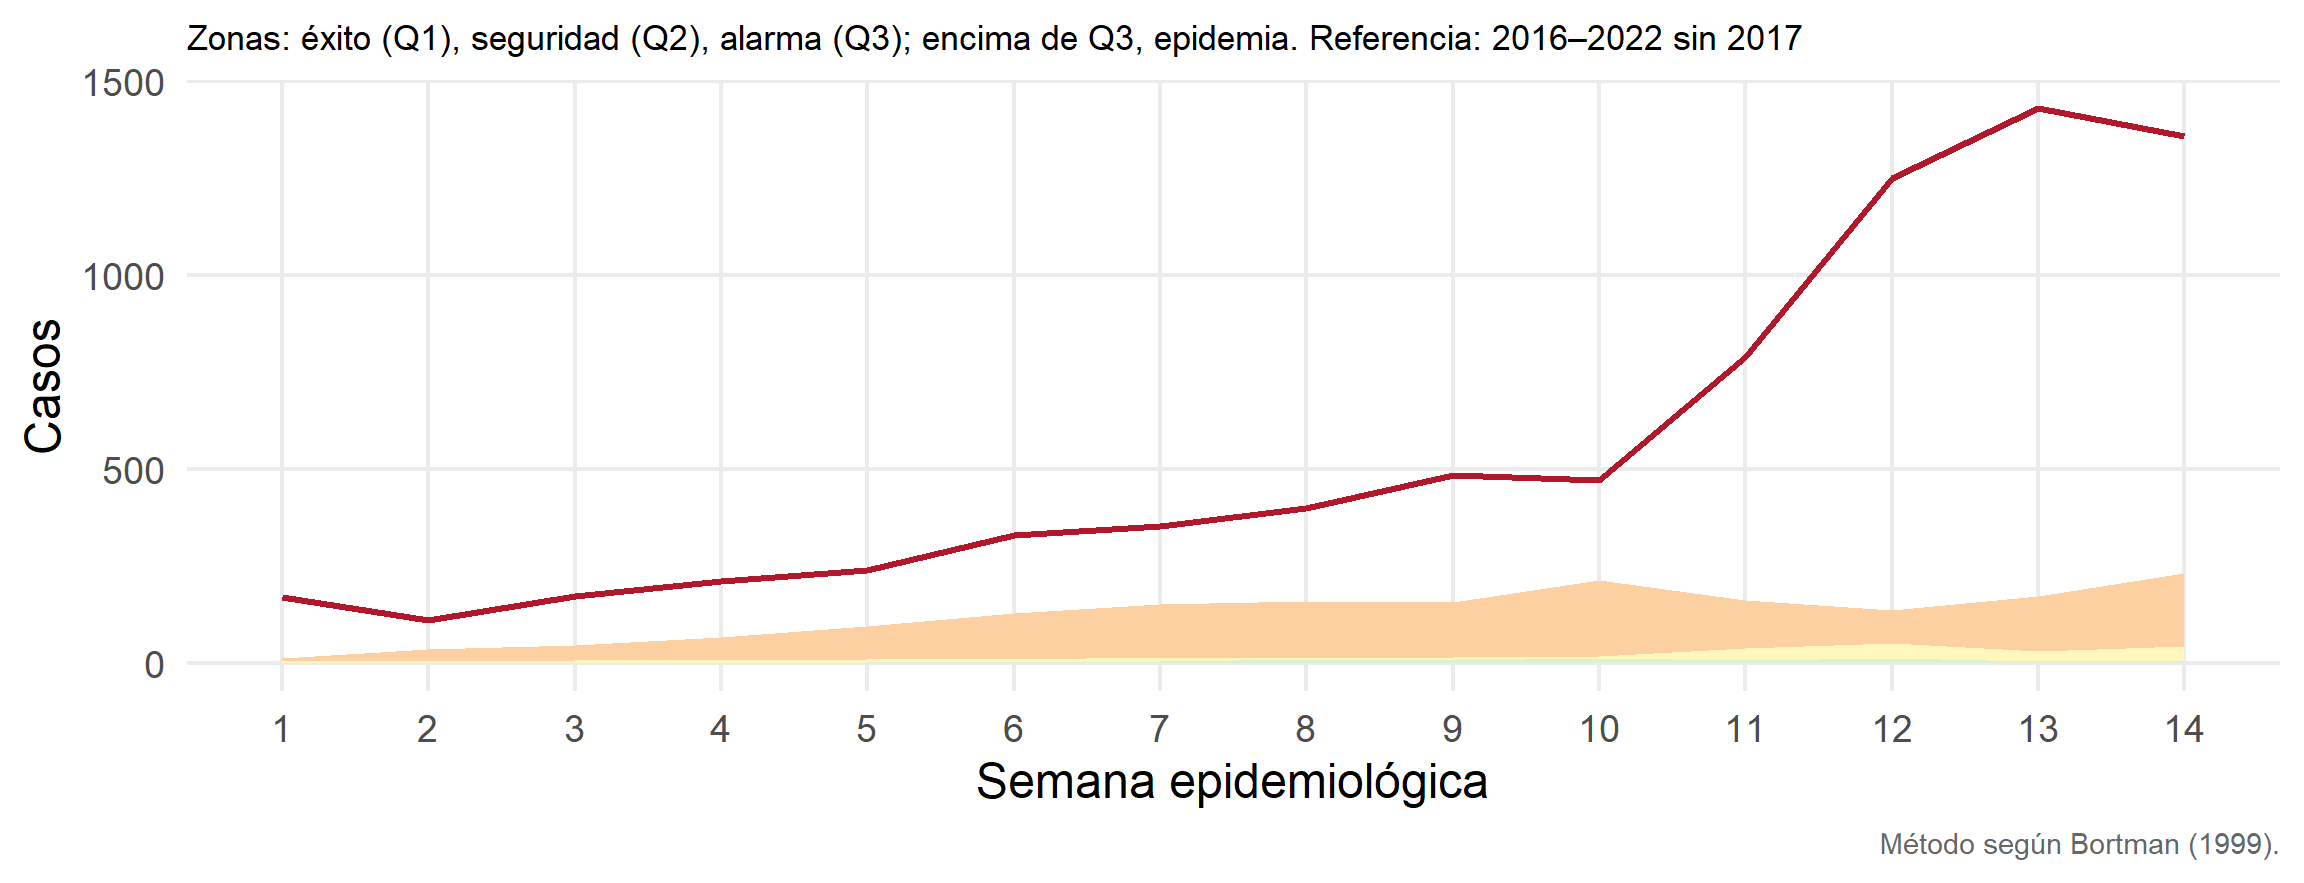 Zonas: éxito (Q1), seguridad (Q2), alarma (Q3); encima de Q3, epidemia. Referencia: 2016–2022 sin 2017
1500
1000
500
0
Casos
1 2 3 4 5 6 7 8 9 10 11 12 13 14
Semana epidemiológica
Método según Bortman (1999).